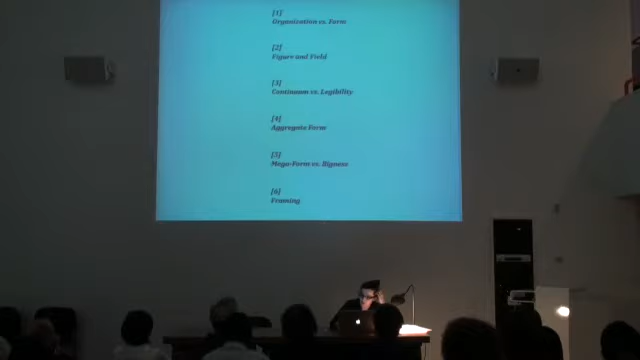 [1]
Organization vs. Form
[2]
Figure and Field
[3]
Continuum vs. Legibility
[4]
Aggregate Form
[5]
Mega-Form vs. Bigness
[6]
Framing